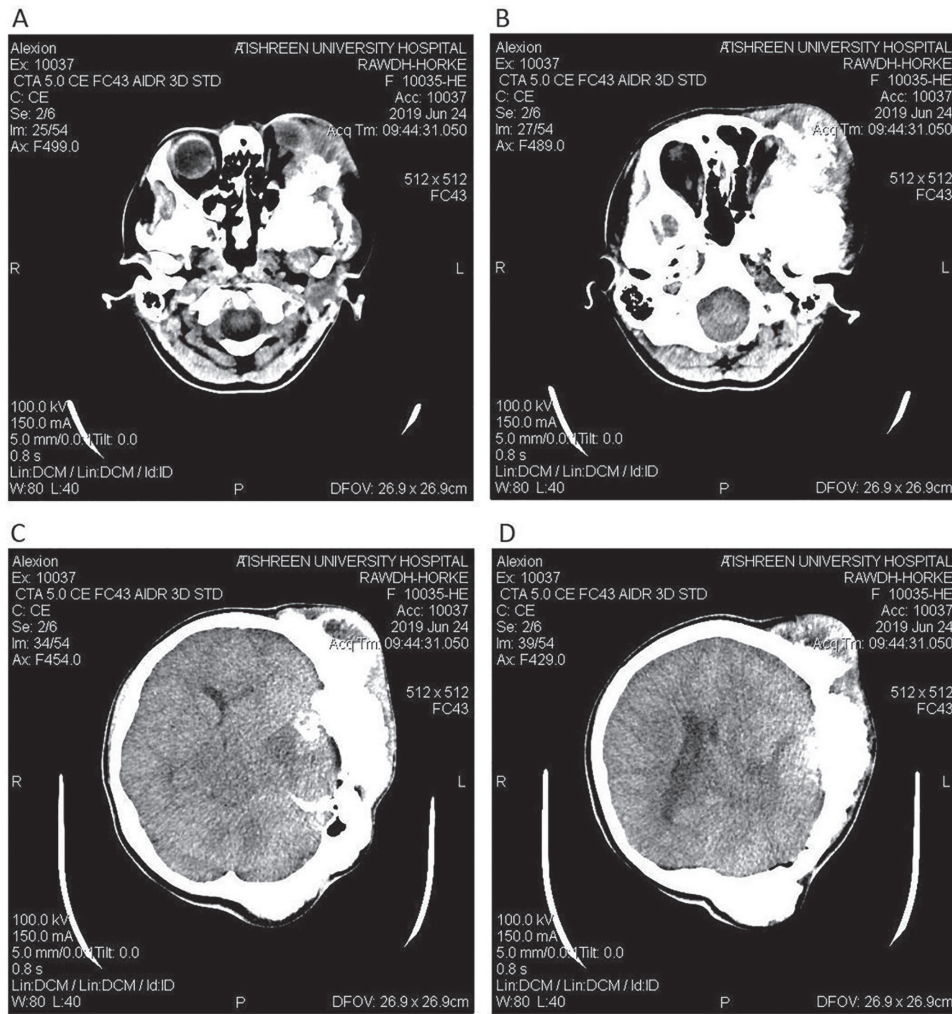 A
Alexion
Ex: 10037
CTA 5.0 CE FC43 AIDR 3D STD
C: CE
Se: 2/6
Im: 25/54
Ax: F499.0
ÆTISHREEN UNIVERSITY HOSPITAL
RAWDH-HORKE
F 10035-HE
Acc: 10037
2019 Jun 24
Acq Tm: 09:44:31.050
512 x 512
FC43
R
L
100.0 kV
150.0 mA
5.0 mm/0.0:1 Tilt: 0.0
0.8 s
Lin:DCM / Lin:DCM / Id:ID
W:80 L:40
P
DFOV: 26.9 x 26.9cm
B
Alexion
Ex: 10037
CTA 5.0 CE FC43 AIDR 3D STD
C: CE
Se: 2/6
Im: 27/54
Ax: F489.0
ÆTISHREEN UNIVERSITY HOSPITAL
RAWDH-HORKE
F 10035-HE
Acc: 10037
2019 Jun 24
Acq Tm: 09:44:31.050
512 x 512
FC43
R
L
100.0 kV
150.0 mA
5.0 mm/0.0:1 Tilt: 0.0
0.8 s
Lin:DCM / Lin:DCM / Id:ID
W:80 L:40
P
DFOV: 26.9 x 26.9cm
C
Alexion
Ex: 10037
CTA 5.0 CE FC43 AIDR 3D STD
C: CE
Se: 2/6
Im: 34/54
Ax: F454.0
ÆTISHREEN UNIVERSITY HOSPITAL
RAWDH-HORKE
F 10035-HE
Acc: 10037
2019 Jun 24
Acq Tm: 09:44:31.050
512 x 512
FC43
R
L
100.0 kV
150.0 mA
5.0 mm/0.0:1 Tilt: 0.0
0.8 s
Lin:DCM / Lin:DCM / Id:ID
W:80 L:40
P
DFOV: 26.9 x 26.9cm
D
Alexion
Ex: 10037
CTA 5.0 CE FC43 AIDR 3D STD
C: CE
Se: 2/6
Im: 39/54
Ax: F429.0
ÆTISHREEN UNIVERSITY HOSPITAL
RAWDH-HORKE
F 10035-HE
Acc: 10037
2019 Jun 24
Acq Tm: 09:44:31.050
512 x 512
FC43
R
L
100.0 kV
150.0 mA
5.0 mm/0.0:1 Tilt: 0.0
0.8 s
Lin:DCM / Lin:DCM / Id:ID
W:80 L:40
P
DFOV: 26.9 x 26.9cm